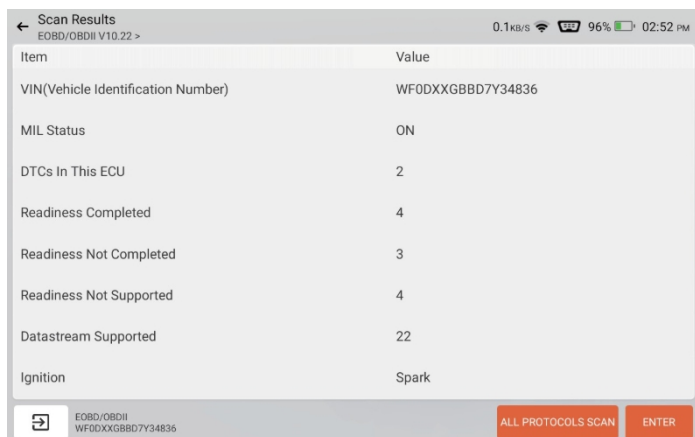 Scan Results
EOBD/OBDII V10.22 >
0.1KB/S 96% 02:52 PM
Item Value
VIN(Vehicle Identification Number) WF0DXXGBBD7Y34836
MIL Status ON
DTCs In This ECU 2
Readiness Completed 4
Readiness Not Completed 3
Readiness Not Supported 4
Datastream Supported 22
Ignition Spark
EOBD/OBDII
WF0DXXGBBD7Y34836
ALL PROTOCOLS SCAN ENTER